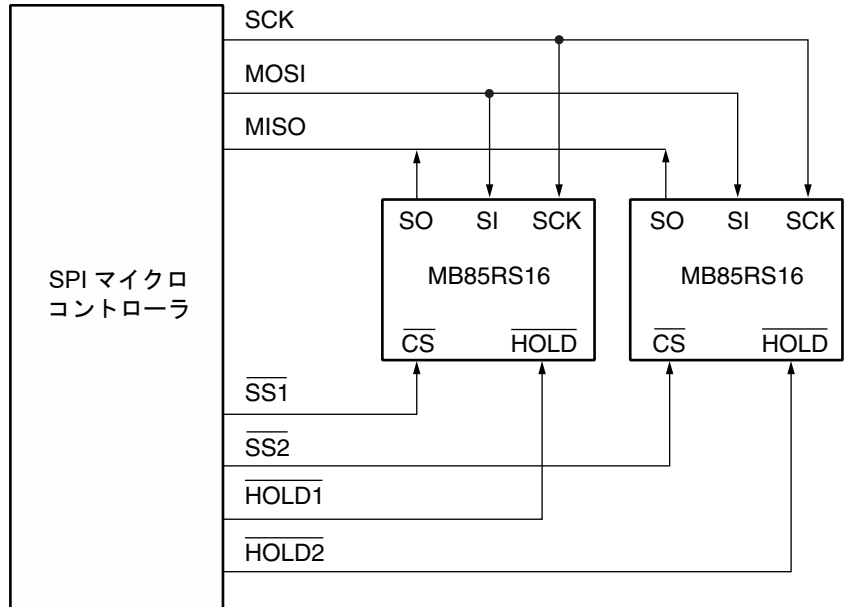 SCK
MOSI
MISO
SO SI SCK
MB85RS16
CS HOLD
SO SI SCK
MB85RS16
CS HOLD
SPI マイクロ
コントローラ
SS1
SS2
HOLD1
HOLD2